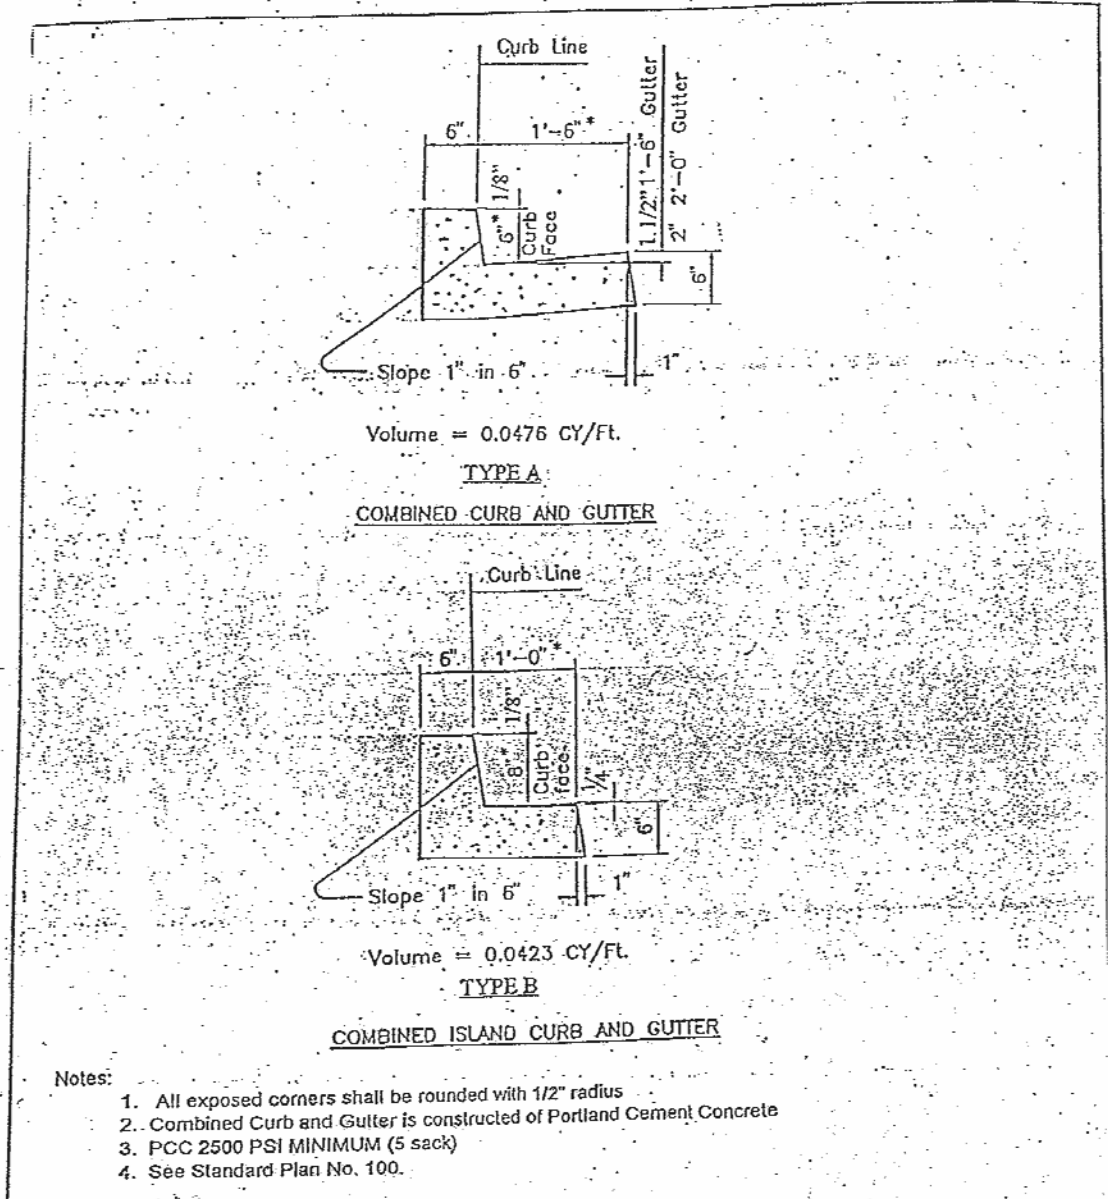 Curb Line
6" 1'-6"*
1/8"
6"*
Curb
Face
1 1/2" 1'-6" Gutter
2" 2'-0" Gutter
6"
Slope 1" in 6"
1"
Volume = 0.0476 CY/Ft.
TYPE A
COMBINED CURB AND GUTTER
Curb Line
6" 1'-0"*
1/8"
8"*
Curb
face
1/4"
6"
Slope 1" in 6"
1"
Volume = 0.0423 CY/Ft.
TYPE B
COMBINED ISLAND CURB AND GUTTER
Notes:
1. All exposed corners shall be rounded with 1/2" radius
2. Combined Curb and Gutter is constructed of Portland Cement Concrete
3. PCC 2500 PSI MINIMUM (5 sack)
4. See Standard Plan No. 100.